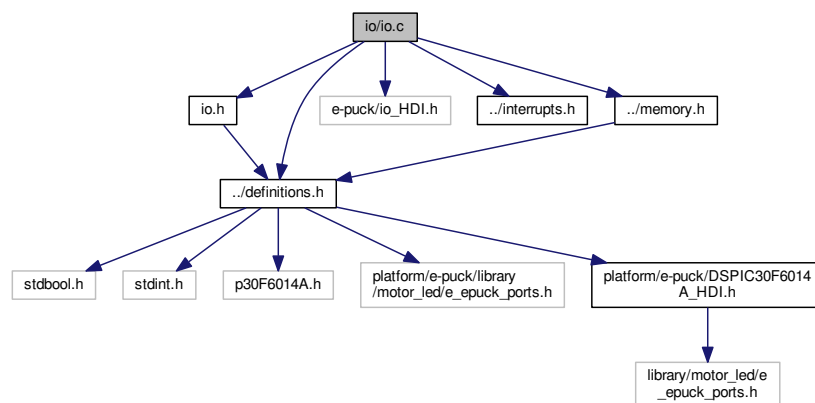 io/io.c
io.h
e-puck/io_HDI.h
../interrupts.h
../memory.h
../definitions.h
stdbool.h
stdint.h
p30F6014A.h
platform/e-puck/library
/motor_led/e_epuck_ports.h
platform/e-puck/DSPIC30F6014
A_HDI.h
library/motor_led/e
_epuck_ports.h